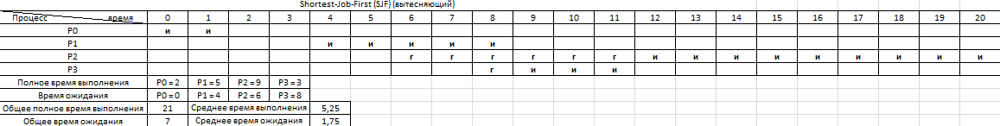 Shortest-Job-First (SJF) (вытесняющий)
Процесс время 0 1 2 3 4 5 6 7 8 9 10 11 12 13 14 15 16 17 18 19 20
P0 и и
P1 и и и и и
P2 г г г г г г и и и и и и и и и
P3 г и и и
Полное время выполнения P0 = 2 P1 = 5 P2 = 9 P3 = 3
Время ожидания P0 = 0 P1 = 4 P2 = 6 P3 = 8
Общее полное время выполнения 21 Среднее время выполнения 5,25
Общее время ожидания 7 Среднее время ожидания 1,75